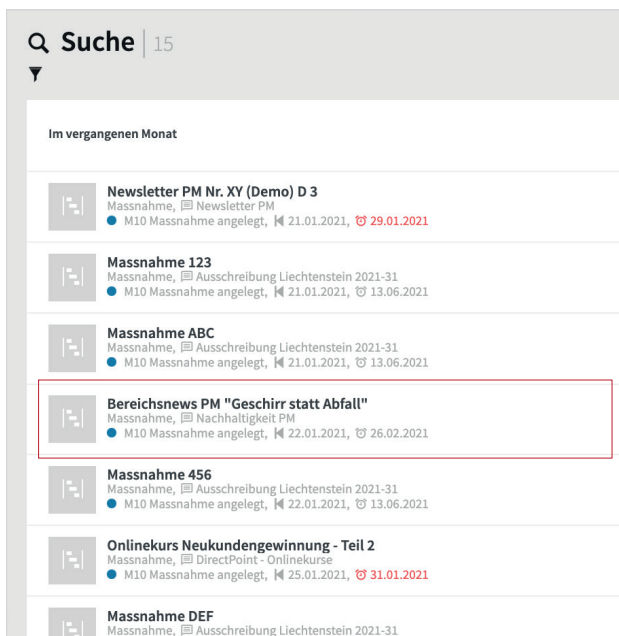 Suche | 15
Im vergangenen Monat
Newsletter PM Nr. XY (Demo) D 3
Massnahme, Newsletter PM
M10 Massnahme angelegt, 21.01.2021, 29.01.2021
Massnahme 123
Massnahme, Ausschreibung Liechtenstein 2021-31
M10 Massnahme angelegt, 21.01.2021, 13.06.2021
Massnahme ABC
Massnahme, Ausschreibung Liechtenstein 2021-31
M10 Massnahme angelegt, 21.01.2021, 13.06.2021
Bereichsnews PM "Geschirr statt Abfall"
Massnahme, Nachhaltigkeit PM
M10 Massnahme angelegt, 22.01.2021, 26.02.2021
Massnahme 456
Massnahme, Ausschreibung Liechtenstein 2021-31
M10 Massnahme angelegt, 22.01.2021, 13.06.2021
Onlinekurs Neukundengewinnung - Teil 2
Massnahme, DirectPoint - Onlinekurse
M10 Massnahme angelegt, 25.01.2021, 31.01.2021
Massnahme DEF
Massnahme, Ausschreibung Liechtenstein 2021-31